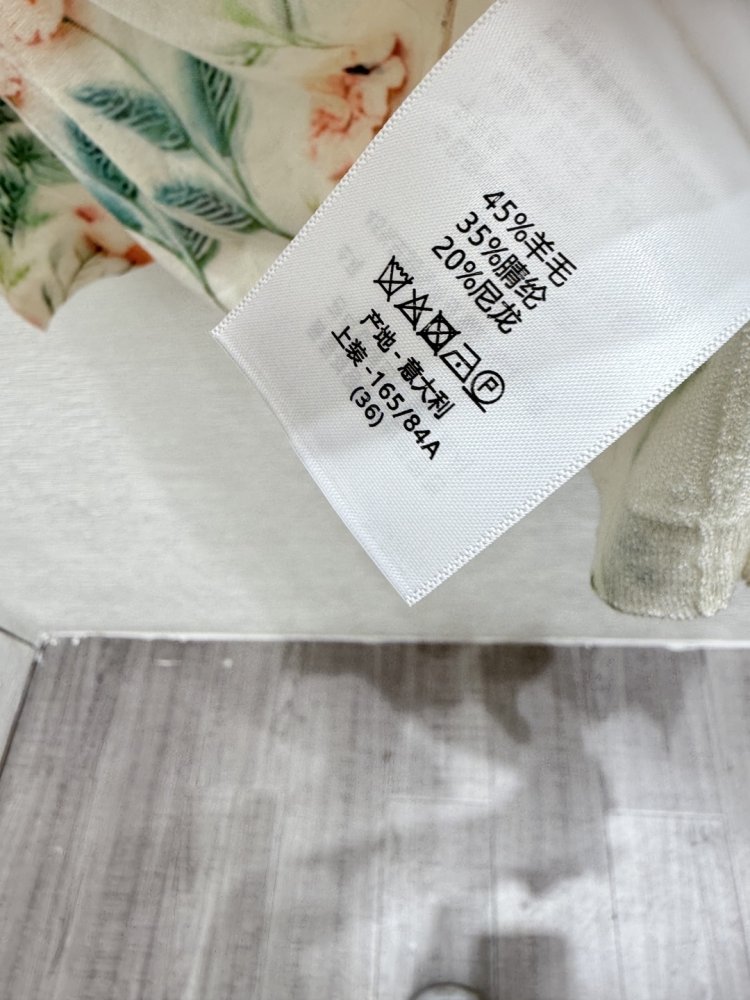 45%羊毛
35%腈纶
20%尼龙
P
产地 - 意大利
上装 -165/84A
(36)